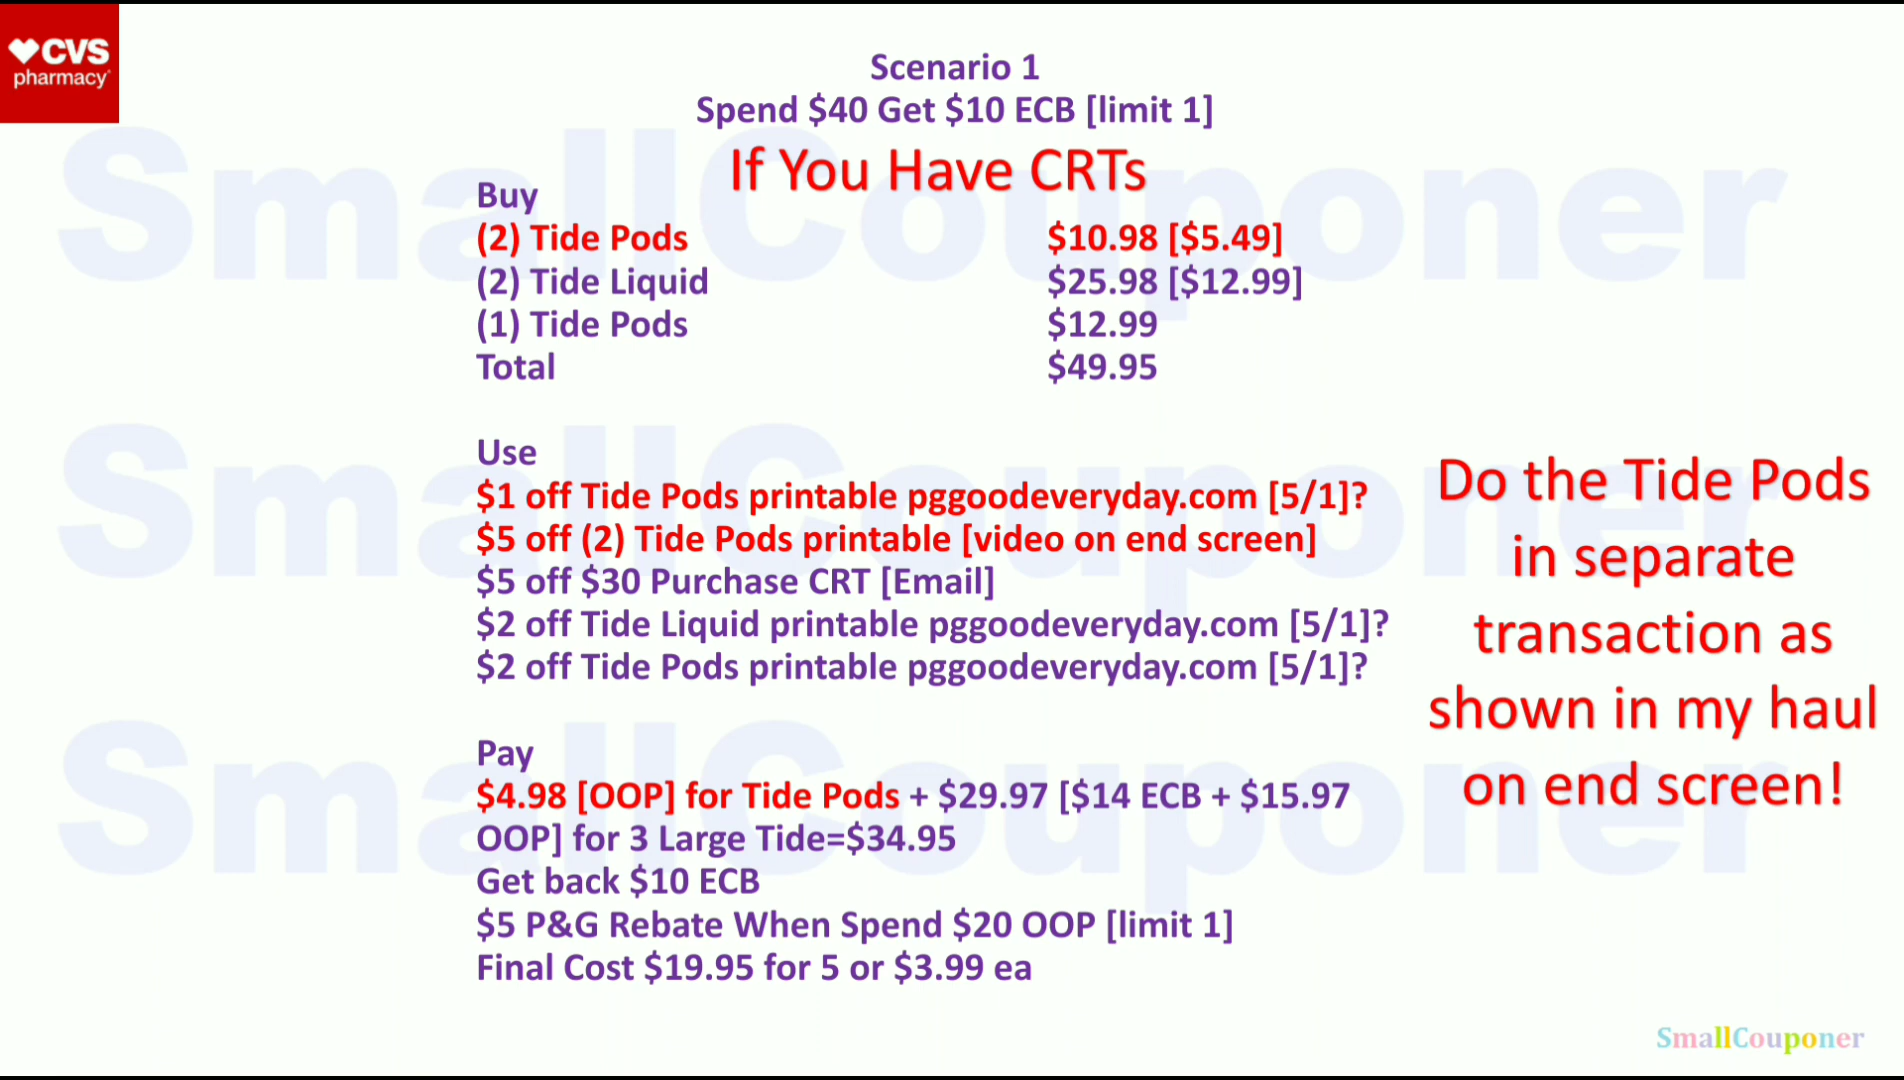 CVS
pharmacy
Scenario 1
Spend $40 Get $10 ECB [limit 1]
If You Have CRTs
Buy
(2) Tide Pods $10.98 [$5.49]
(2) Tide Liquid $25.98 [$12.99]
(1) Tide Pods $12.99
Total $49.95
Use
$1 off Tide Pods printable pggoodeveryday.com [5/1]?
$5 off (2) Tide Pods printable [video on end screen]
$5 off $30 Purchase CRT [Email]
$2 off Tide Liquid printable pggoodeveryday.com [5/1]?
$2 off Tide Pods printable pggoodeveryday.com [5/1]?
Do the Tide Pods
in separate
transaction as
shown in my haul
on end screen!
Pay
$4.98 [OOP] for Tide Pods + $29.97 [$14 ECB + $15.97
OOP] for 3 Large Tide=$34.95
Get back $10 ECB
$5 P&G Rebate When Spend $20 OOP [limit 1]
Final Cost $19.95 for 5 or $3.99 ea
SmallCouponer
SmallCouponer
SmallCouponer
SmallCouponer